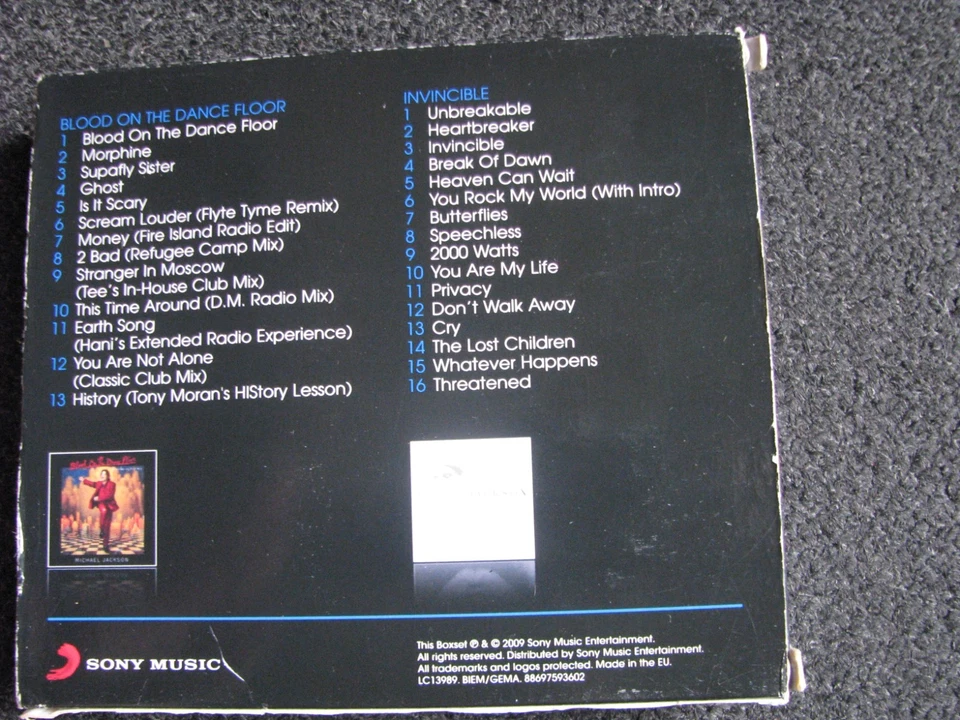 BLOOD ON THE DANCE FLOOR
1 Blood On The Dance Floor
2 Morphine
3 Supafly Sister
4 Ghost
5 Is It Scary
6 Scream Louder (Flyte Tyme Remix)
7 Money (Fire Island Radio Edit)
8 2 Bad (Refugee Camp Mix)
9 Stranger In Moscow
(Tee's In-House Club Mix)
10 This Time Around (D.M. Radio Mix)
11 Earth Song
(Hani's Extended Radio Experience)
12 You Are Not Alone
(Classic Club Mix)
13 History (Tony Moran's HIStory Lesson)
INVINCIBLE
1 Unbreakable
2 Heartbreaker
3 Invincible
4 Break Of Dawn
5 Heaven Can Wait
6 You Rock My World (With Intro)
7 Butterflies
8 Speechless
9 2000 Watts
10 You Are My Life
11 Privacy
12 Don't Walk Away
13 Cry
14 The Lost Children
15 Whatever Happens
16 Threatened
Blood On The Dance Floor
MICHAEL JACKSON
SONY MUSIC
This Boxset ℗ & © 2009 Sony Music Entertainment.
All rights reserved. Distributed by Sony Music Entertainment.
All trademarks and logos protected. Made in the EU.
LC13989. BIEM/GEMA. 88697593602